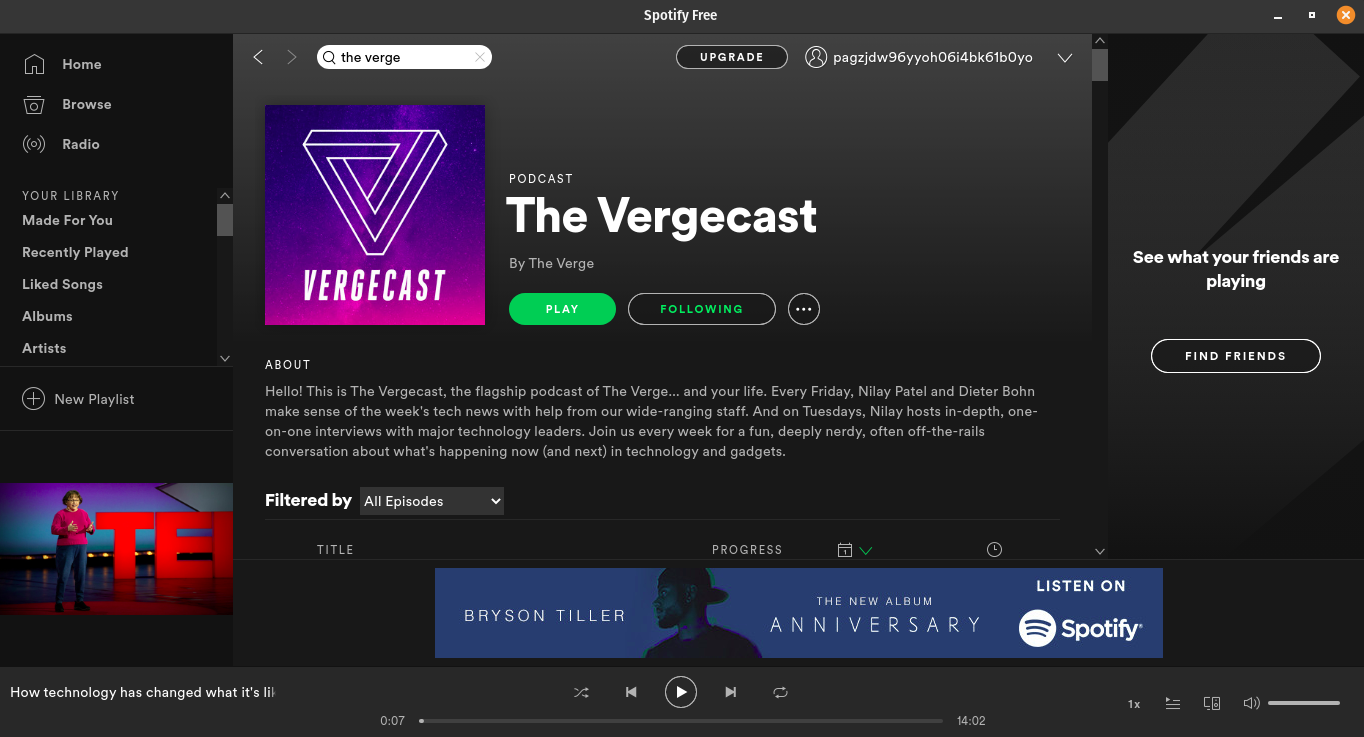 Spotify Free
Home
Browse
Radio
YOUR LIBRARY
Made For You
Recently Played
Liked Songs
Albums
Artists
New Playlist
the verge
UPGRADE
pagzjdw96yyoh06i4bk61b0yo
VERGECAST
PODCAST
The Vergecast
By The Verge
PLAY
FOLLOWING
ABOUT
Hello! This is The Vergecast, the flagship podcast of The Verge... and your life. Every Friday, Nilay Patel and Dieter Bohn
make sense of the week's tech news with help from our wide-ranging staff. And on Tuesdays, Nilay hosts in-depth, one-
on-one interviews with major technology leaders. Join us every week for a fun, deeply nerdy, often off-the-rails
conversation about what's happening now (and next) in technology and gadgets.
Filtered by All Episodes
TITLE PROGRESS
See what your friends are
playing
FIND FRIENDS
TE
BRYSON TILLER
THE NEW ALBUM
ANNIVERSARY
LISTEN ON
Spotify®
How technology has changed what it's lik
0:07
14:02
1x